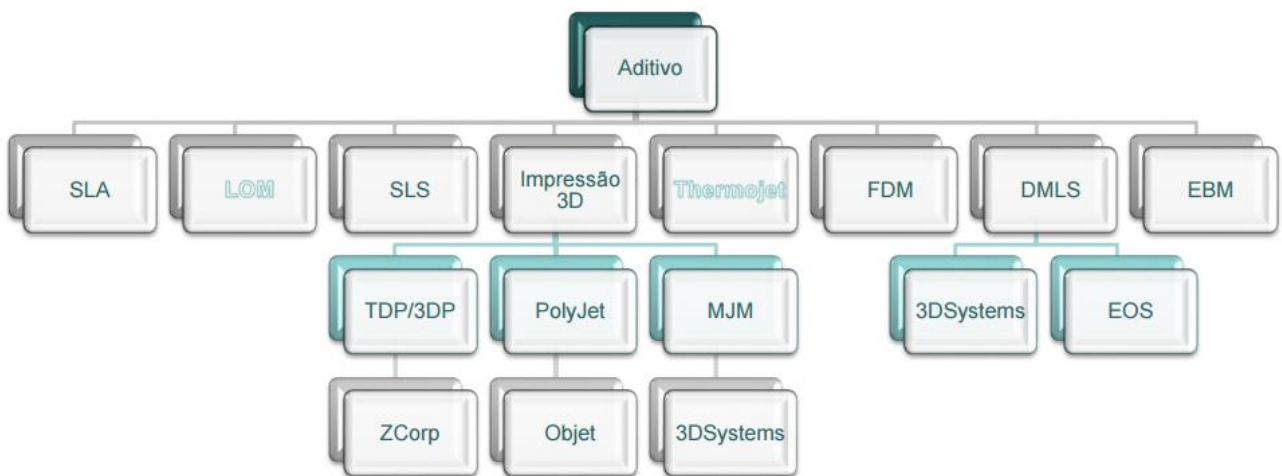 Aditivo
SLA
LOM
SLS
Impressão
3D
Thermojet
FDM
DMLS
EBM
TDP/3DP
PolyJet
MJM
3DSystems
EOS
ZCorp
Objet
3DSystems